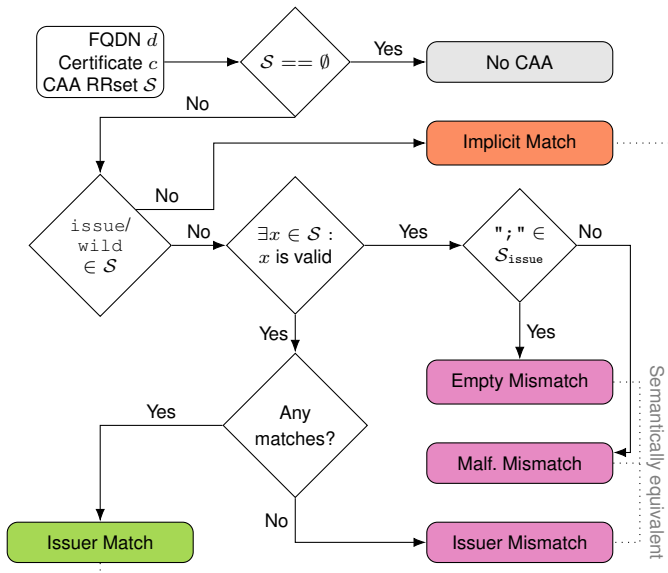 FQDN d
Certificate c
CAA RRset S
S == ∅
Yes
No CAA
No
Implicit Match
No
issue/
wild
∈ S
No
∃x ∈ S :
x is valid
Yes
";" ∈
S_issue
No
Yes
Yes
Empty Mismatch
Semantically equivalent
Yes
Any
matches?
Malf. Mismatch
No
Issuer Match
Issuer Mismatch